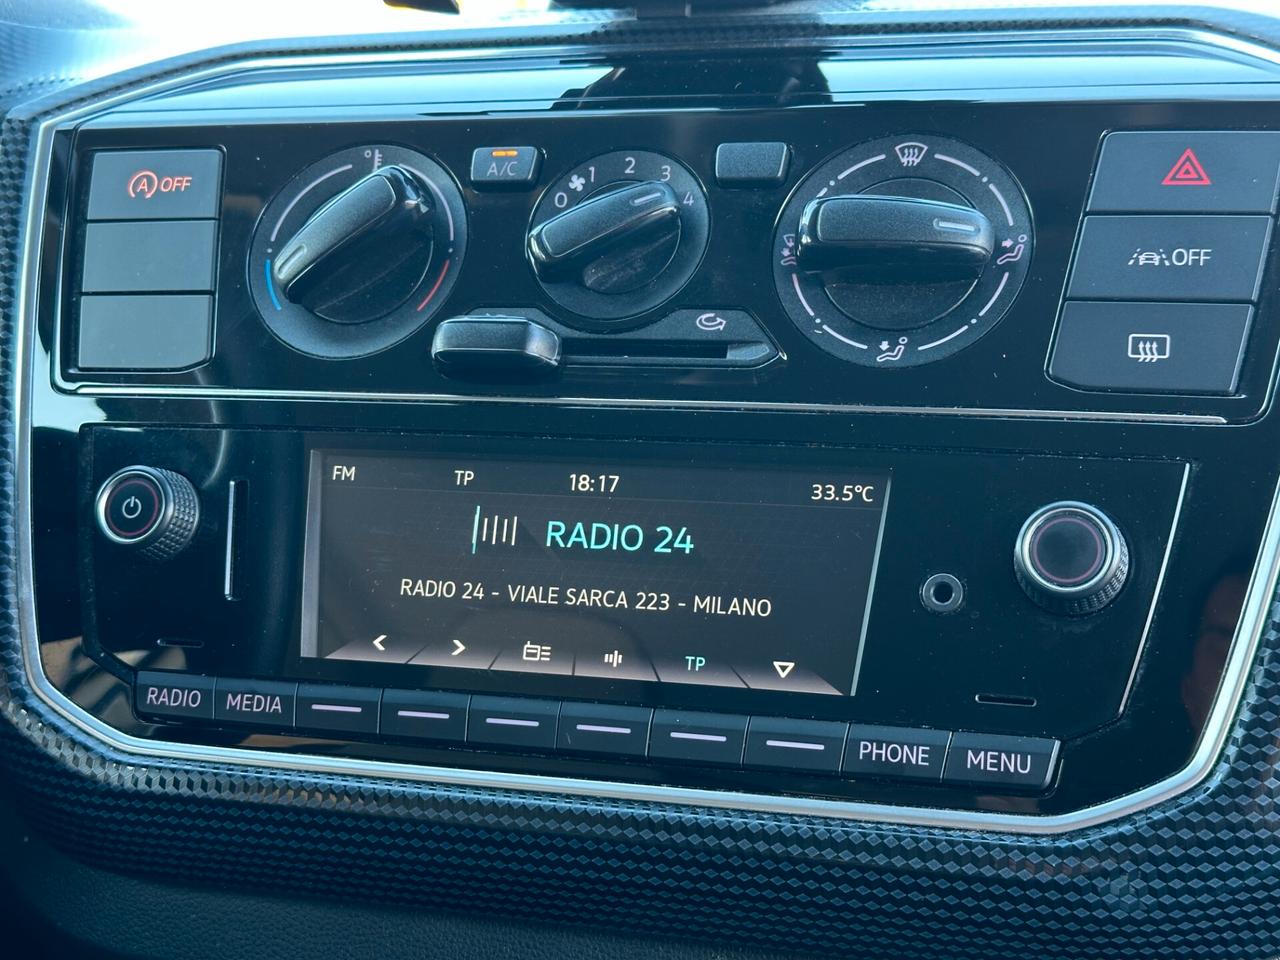 A OFF
A/C
0 1 2 3 4
OFF
FM TP 18:17 33.5°C
RADIO 24
RADIO 24 - VIALE SARCA 223 - MILANO
< > TP
RADIO MEDIA PHONE MENU